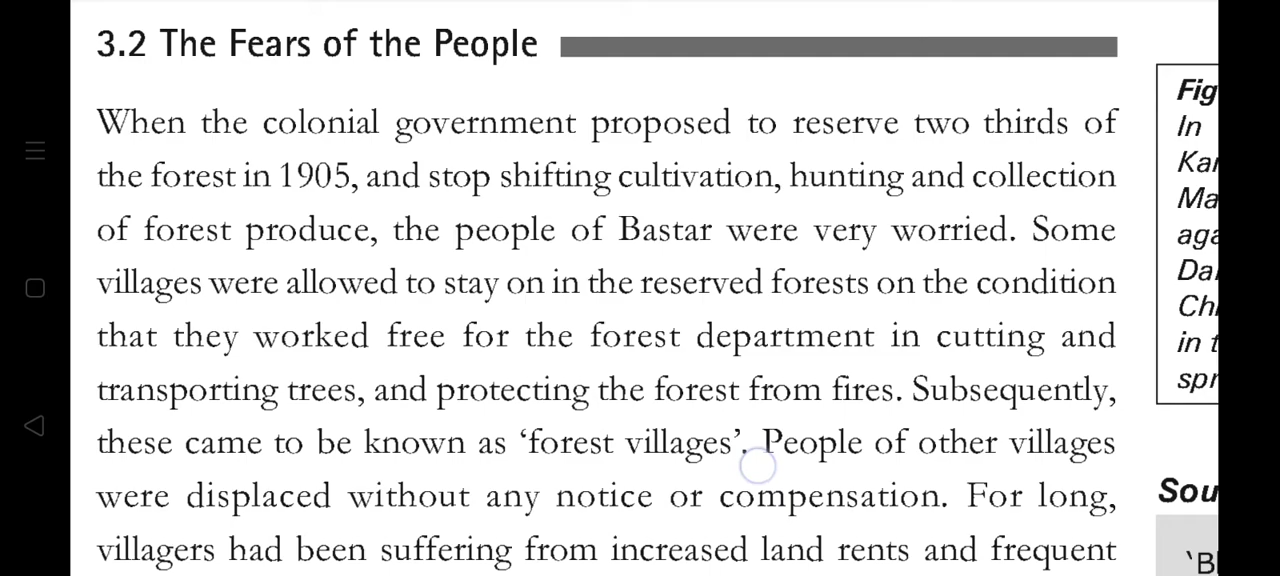 3.2 The Fears of the People
When the colonial government proposed to reserve two thirds of
the forest in 1905, and stop shifting cultivation, hunting and collection
of forest produce, the people of Bastar were very worried. Some
villages were allowed to stay on in the reserved forests on the condition
that they worked free for the forest department in cutting and
transporting trees, and protecting the forest from fires. Subsequently,
these came to be known as ‘forest villages’. People of other villages
were displaced without any notice or compensation. For long,
villagers had been suffering from increased land rents and frequent
Fig
In